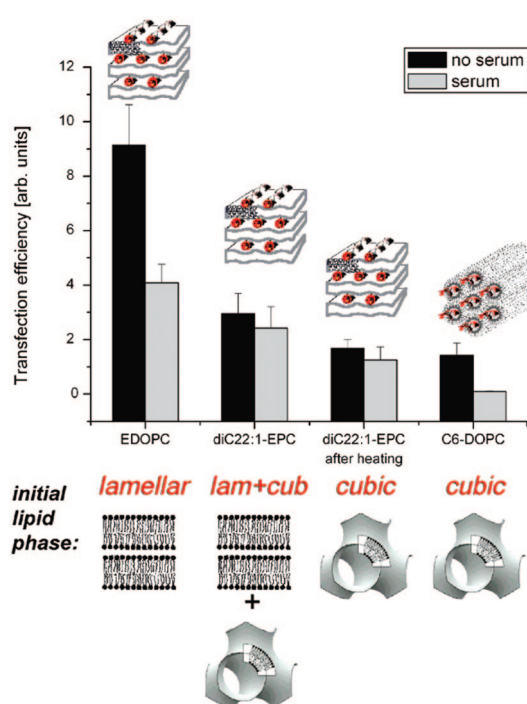 no serum
serum
12
10
8
6
4
2
0
Transfection efficiency [arb. units]
EDOPC
diC22:1-EPC
diC22:1-EPC
after heating
C6-DOPC
initial
lipid
phase:
lamellar
lam+cub
cubic
cubic
+